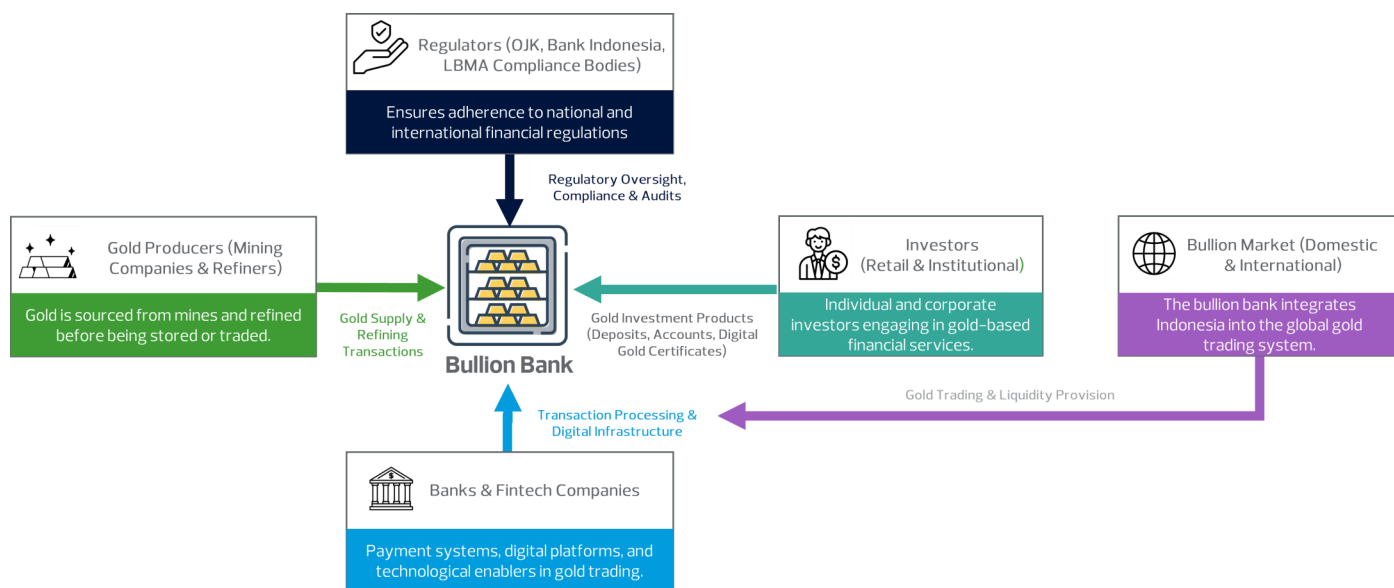 Regulators (OJK, Bank Indonesia,
LBMA Compliance Bodies)
Ensures adherence to national and
international financial regulations
Regulatory Oversight,
Compliance & Audits
Gold Producers (Mining
Companies & Refiners)
Gold is sourced from mines and refined
before being stored or traded.
Gold Supply &
Refining
Transactions
Bullion Bank
Gold Investment Products
(Deposits, Accounts, Digital
Gold Certificates)
Investors
(Retail & Institutional)
Individual and corporate
investors engaging in gold-based
financial services.
Bullion Market (Domestic
& International)
The bullion bank integrates
Indonesia into the global gold
trading system.
Gold Trading & Liquidity Provision
Transaction Processing &
Digital Infrastructure
Banks & Fintech Companies
Payment systems, digital platforms, and
technological enablers in gold trading.